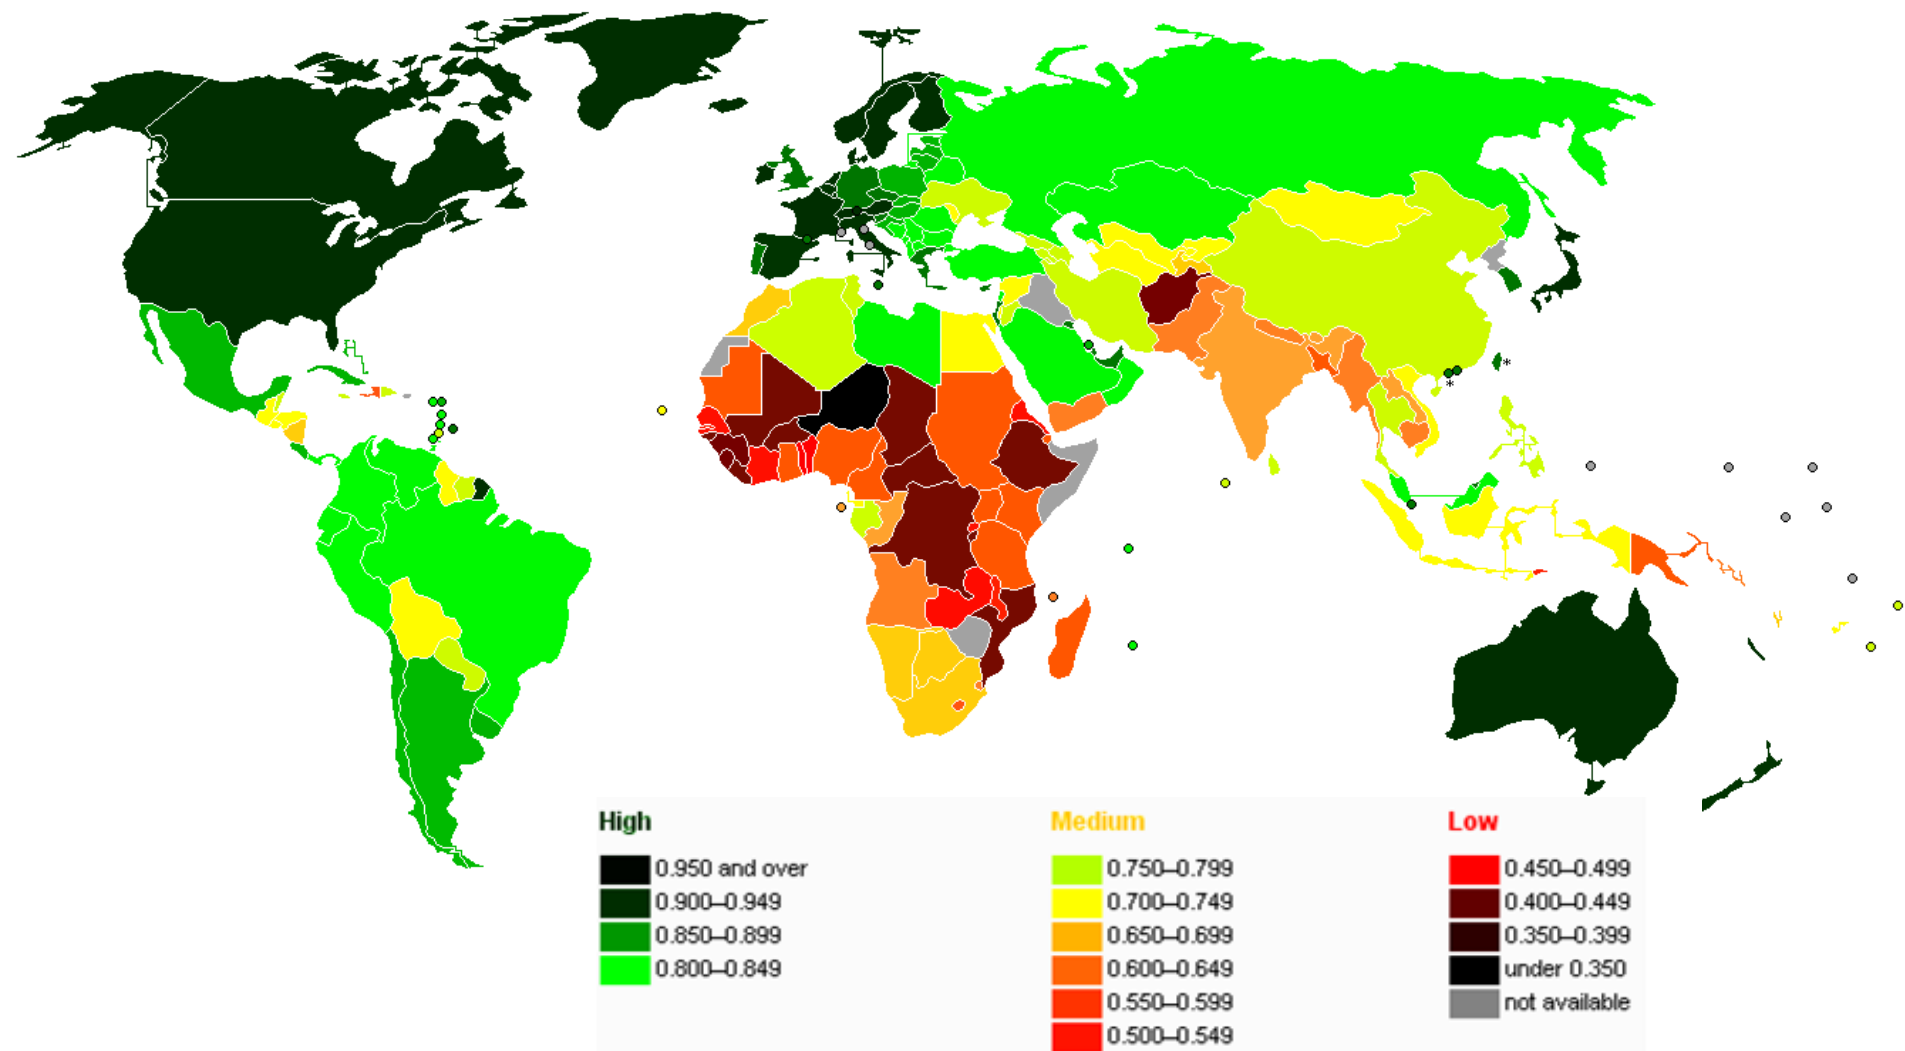 *
*
High
0.950 and over
0.900–0.949
0.850–0.899
0.800–0.849
Medium
0.750–0.799
0.700–0.749
0.650–0.699
0.600–0.649
0.550–0.599
0.500–0.549
Low
0.450–0.499
0.400–0.449
0.350–0.399
under 0.350
not available